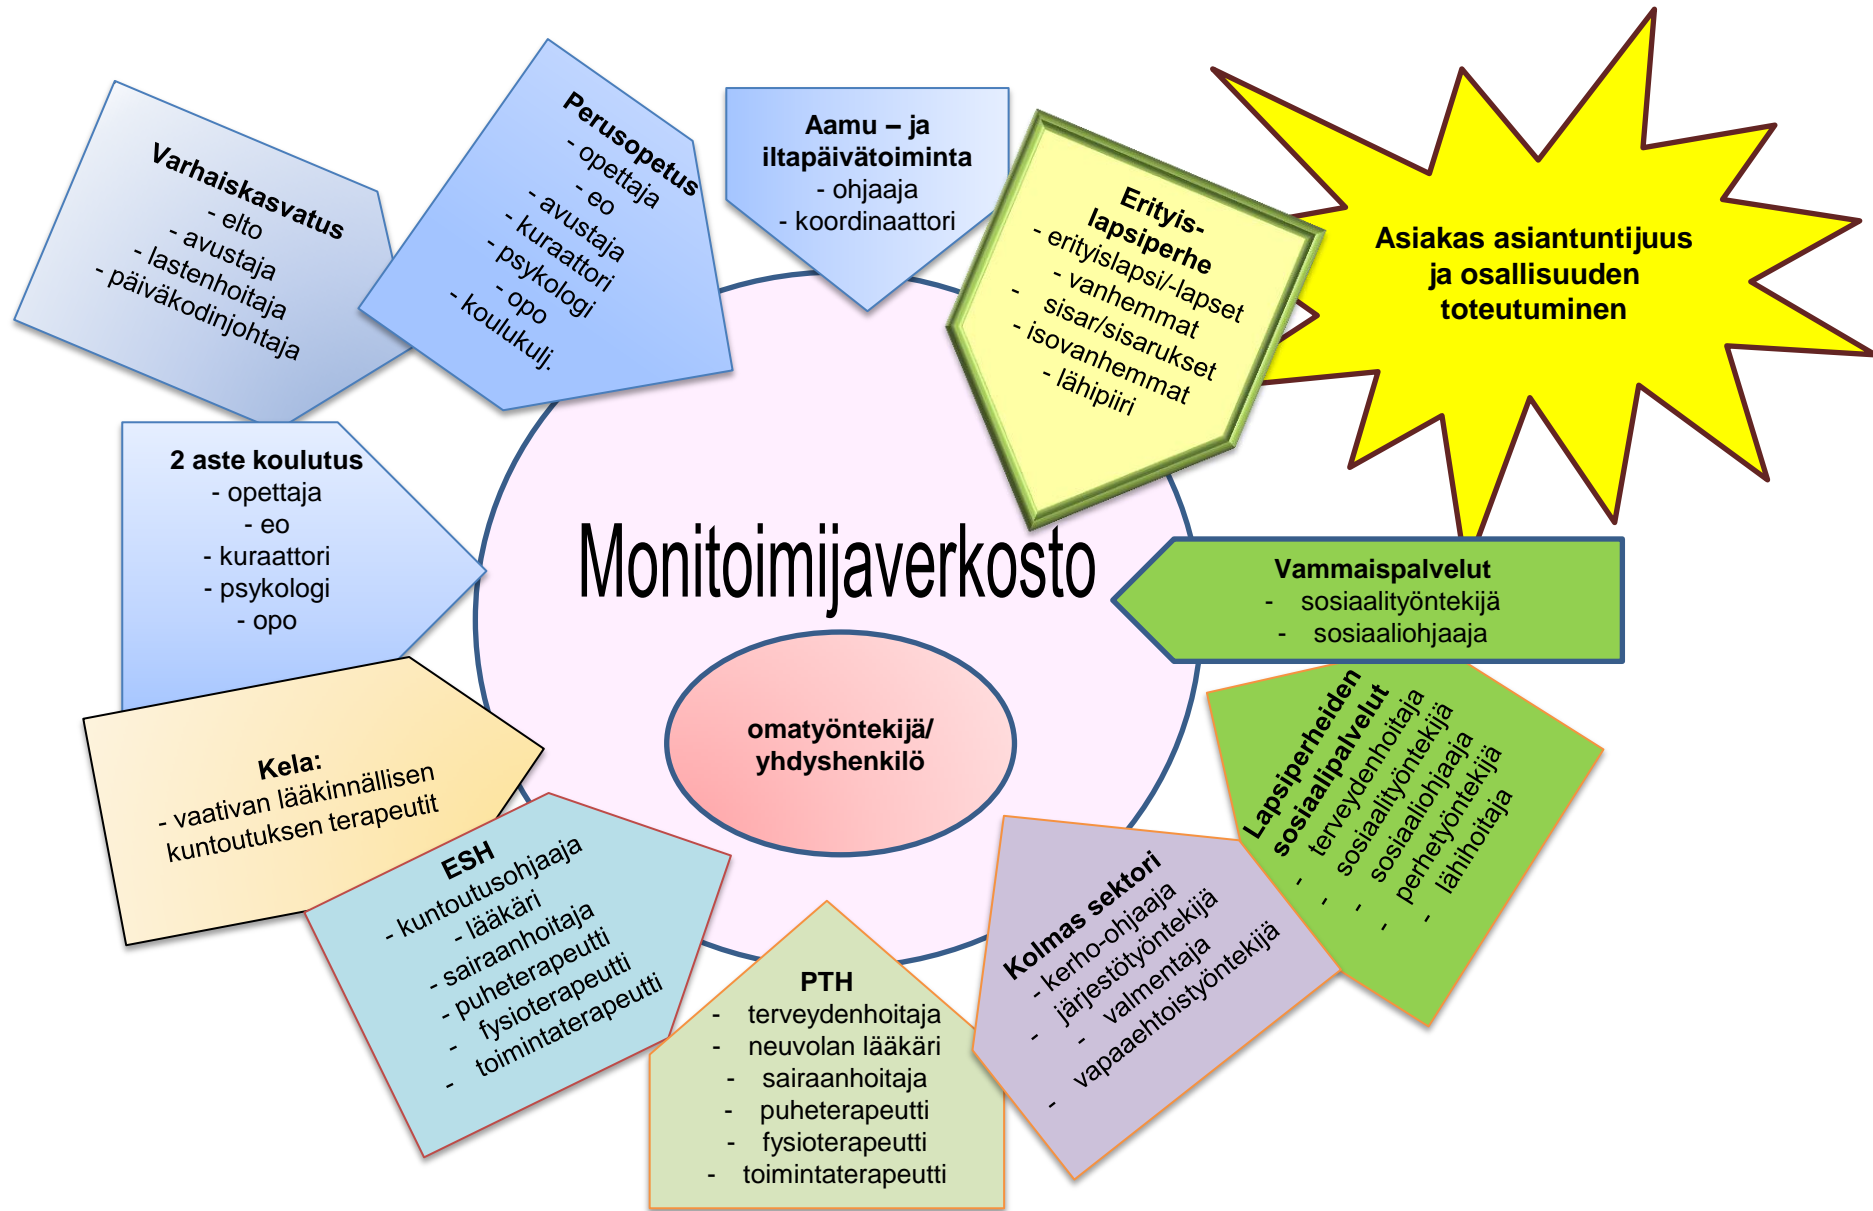 Varhaiskasvatus
- elto
- avustaja
- lastenhoitaja
- päiväkodinjohtaja
Perusopetus
- opettaja
- eo
- avustaja
- kuraattori
- psykologi
- opo
- koulukulj.
Aamu – ja
iltapäivätoiminta
- ohjaaja
- koordinaattori
Erityis-
lapsiperhe
- erityislapsi/-lapset
- vanhemmat
- sisar/sisarukset
- isovanhemmat
- lähipiiri
Asiakas asiantuntijuus
ja osallisuuden
toteutuminen
2 aste koulutus
- opettaja
- eo
- kuraattori
- psykologi
- opo
Monitoimijaverkosto
omatyöntekijä/
yhdyshenkilö
Vammaispalvelut
- sosiaalityöntekijä
- sosiaaliohjaaja
Kela:
- vaativan lääkinnällisen
kuntoutuksen terapeutit
ESH
- kuntoutusohjaaja
- lääkäri
- sairaanhoitaja
- puheterapeutti
- fysioterapeutti
- toimintaterapeutti
PTH
- terveydenhoitaja
- neuvolan lääkäri
- sairaanhoitaja
- puheterapeutti
- fysioterapeutti
- toimintaterapeutti
Kolmas sektori
- kerho-ohjaaja
- järjestötyöntekijä
- valmentaja
- vapaaehtoistyöntekijä
Lapsiperheiden
sosiaalipalvelut
- terveydenhoitaja
- sosiaalityöntekijä
- sosiaaliohjaaja
- perhetyöntekijä
- lähihoitaja